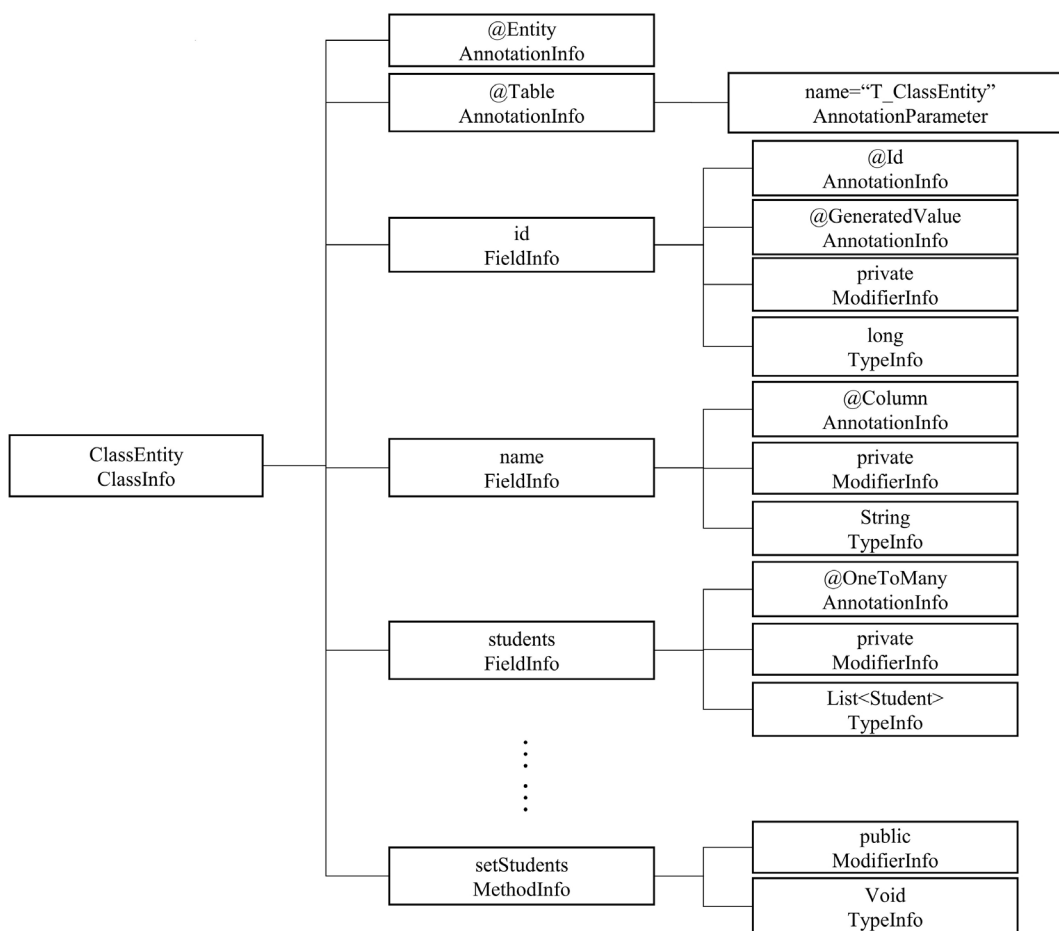 @Entity
AnnotationInfo
@Table
AnnotationInfo
name=“T_ClassEntity”
AnnotationParameter
@Id
AnnotationInfo
@GeneratedValue
AnnotationInfo
id
FieldInfo
private
ModifierInfo
long
TypeInfo
@Column
AnnotationInfo
ClassEntity
ClassInfo
name
FieldInfo
private
ModifierInfo
String
TypeInfo
@OneToMany
AnnotationInfo
students
FieldInfo
private
ModifierInfo
List<Student>
TypeInfo
public
ModifierInfo
setStudents
MethodInfo
Void
TypeInfo